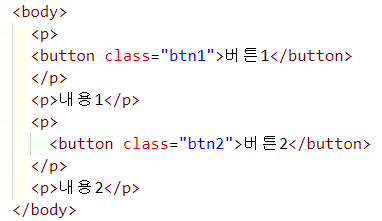 <body>
<p>
<button class="btn1">버튼1</button>
</p>
<p>내용1</p>
<p>
<button class="btn2">버튼2</button>
</p>
<p>내용2</p>
</body>